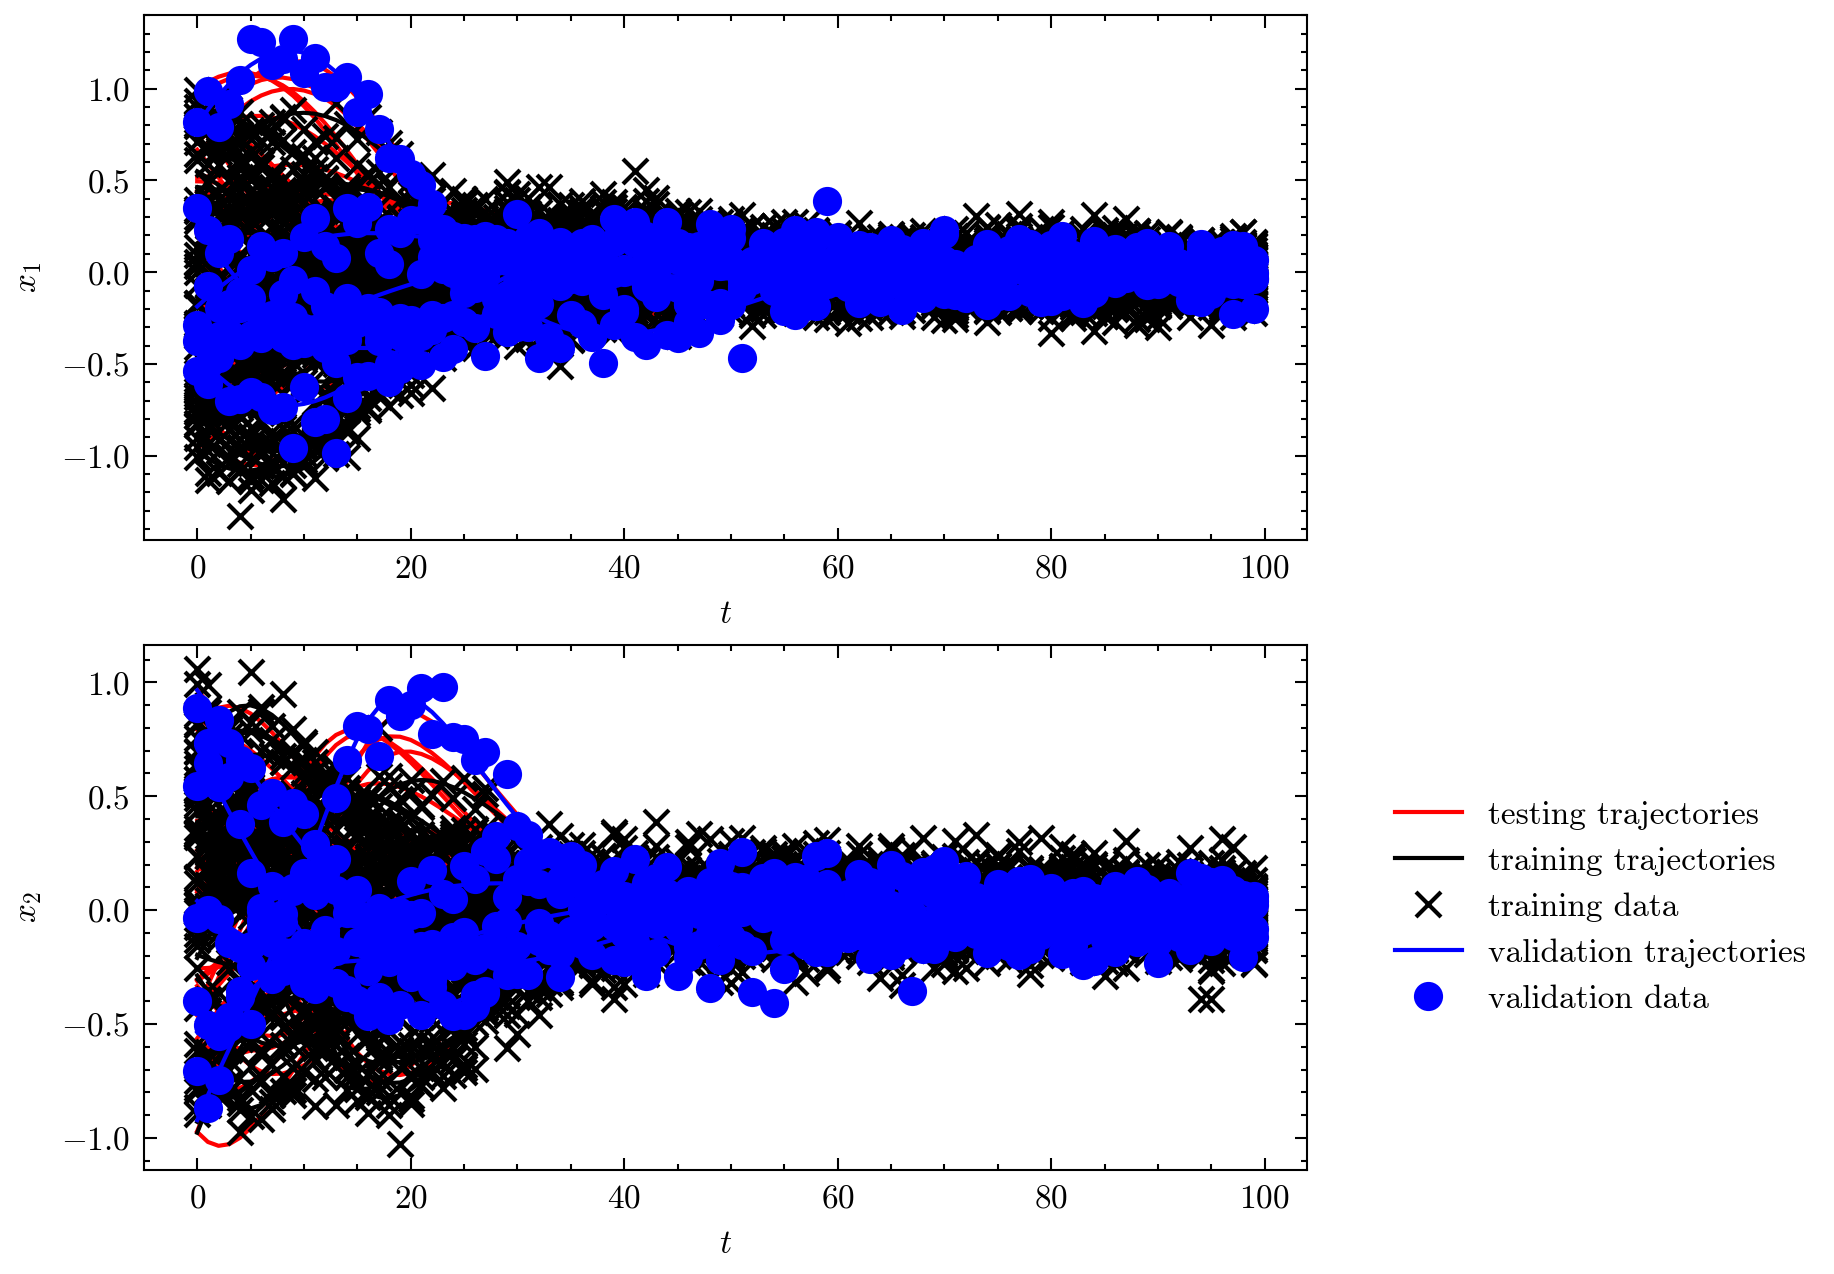 1.0
0.5
0.0
−0.5
−1.0
x₁
0 20 40 60 80 100
t
1.0
0.5
0.0
−0.5
−1.0
x₂
0 20 40 60 80 100
t
testing trajectories
training trajectories
training data
validation trajectories
validation data